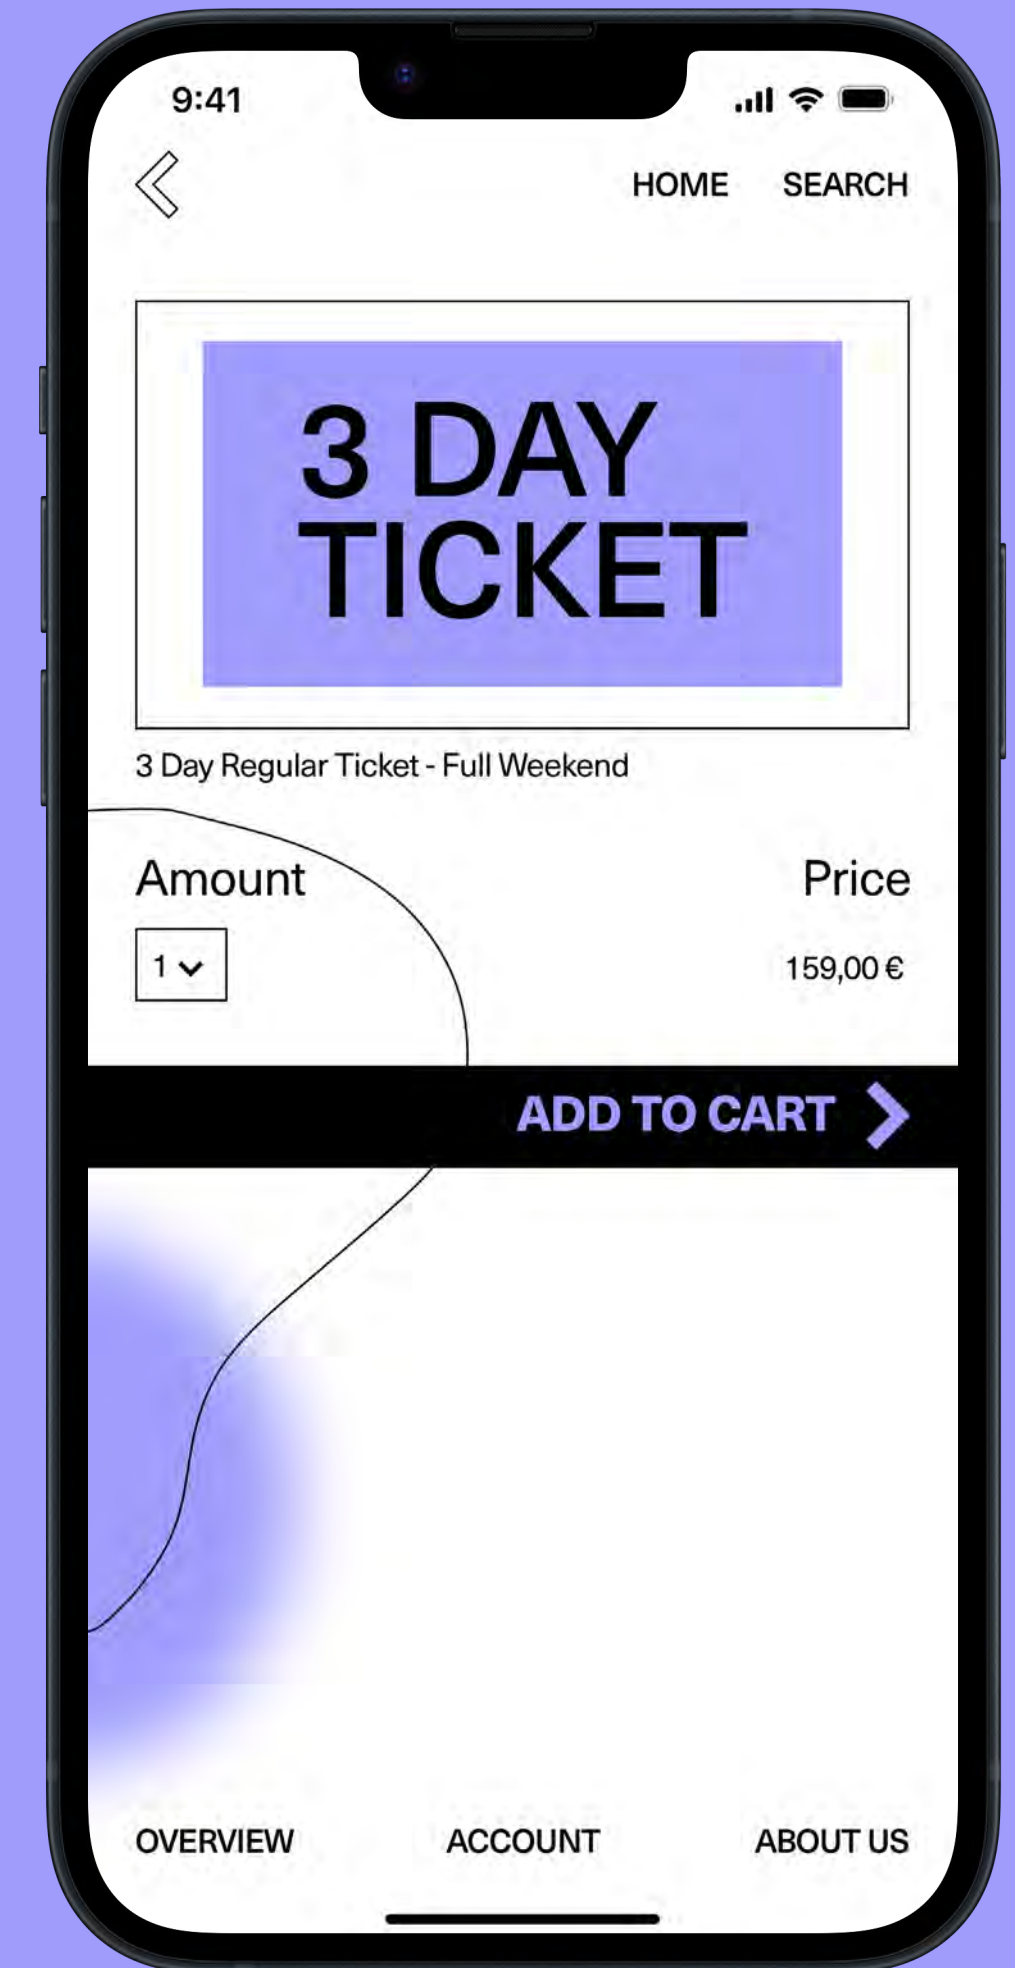 9:41
HOME SEARCH
3 DAY
TICKET
3 Day Regular Ticket - Full Weekend
Amount Price
1 159,00 €
ADD TO CART
OVERVIEW ACCOUNT ABOUT US